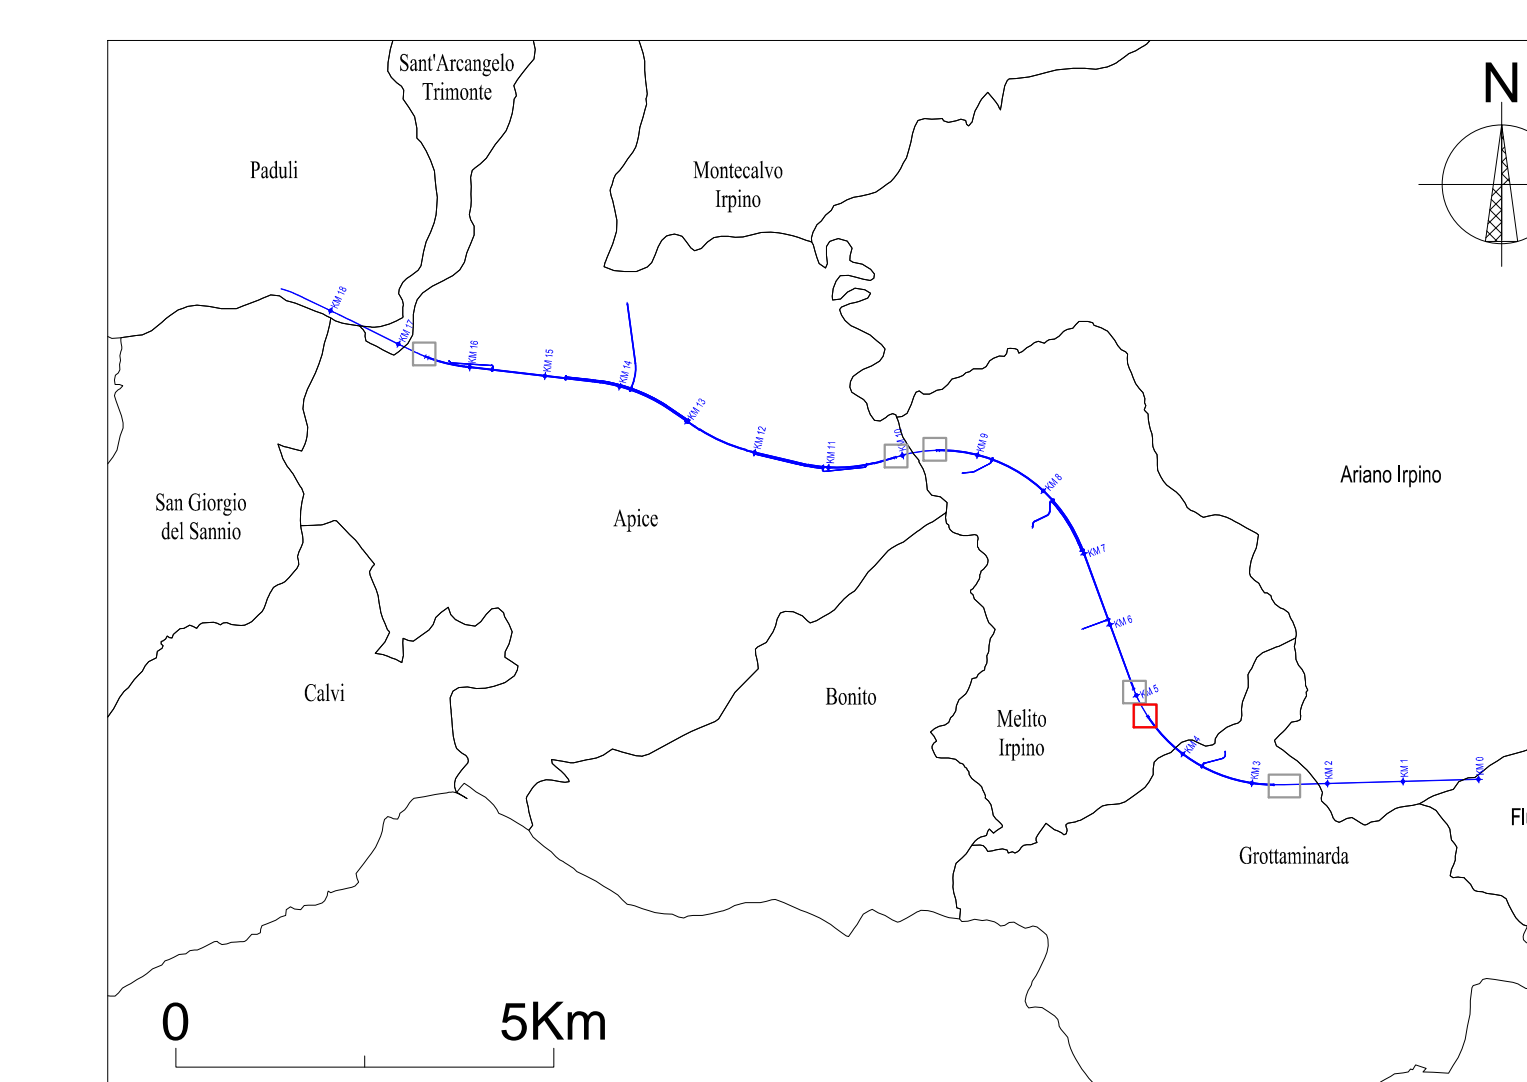 Sant'Arcangelo
Trimonte
N
Paduli
Montecalvo
Irpino
KM 18
KM 17
KM 16
KM 15
KM 14
KM 13
KM 12
KM 11
KM 10
KM 9
KM 8
Ariano Irpino
San Giorgio
del Sannio
Apice
KM 7
KM 6
Calvi
Bonito
KM 5
Melito
Irpino
KM 4
KM 3
KM 2
KM 1
KM 0
Grottaminarda
0
5Km